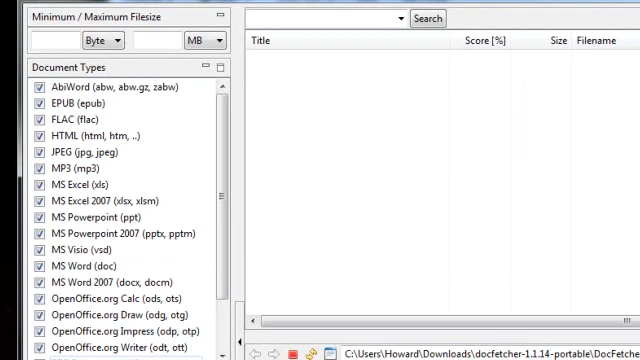 Minimum / Maximum Filesize
Byte MB
Document Types
AbiWord (abw, abw.gz, zabw)
EPUB (epub)
FLAC (flac)
HTML (html, htm, ..)
JPEG (jpg, jpeg)
MP3 (mp3)
MS Excel (xls)
MS Excel 2007 (xlsx, xlsm)
MS Powerpoint (ppt)
MS Powerpoint 2007 (pptx, pptm)
MS Visio (vsd)
MS Word (doc)
MS Word 2007 (docx, docm)
OpenOffice.org Calc (ods, ots)
OpenOffice.org Draw (odg, otg)
OpenOffice.org Impress (odp, otp)
OpenOffice.org Writer (odt, ott)
Search
Title Score [%] Size Filename
C:\Users\Howard\Downloads\docfetcher-1.1.14-portable\DocFetche